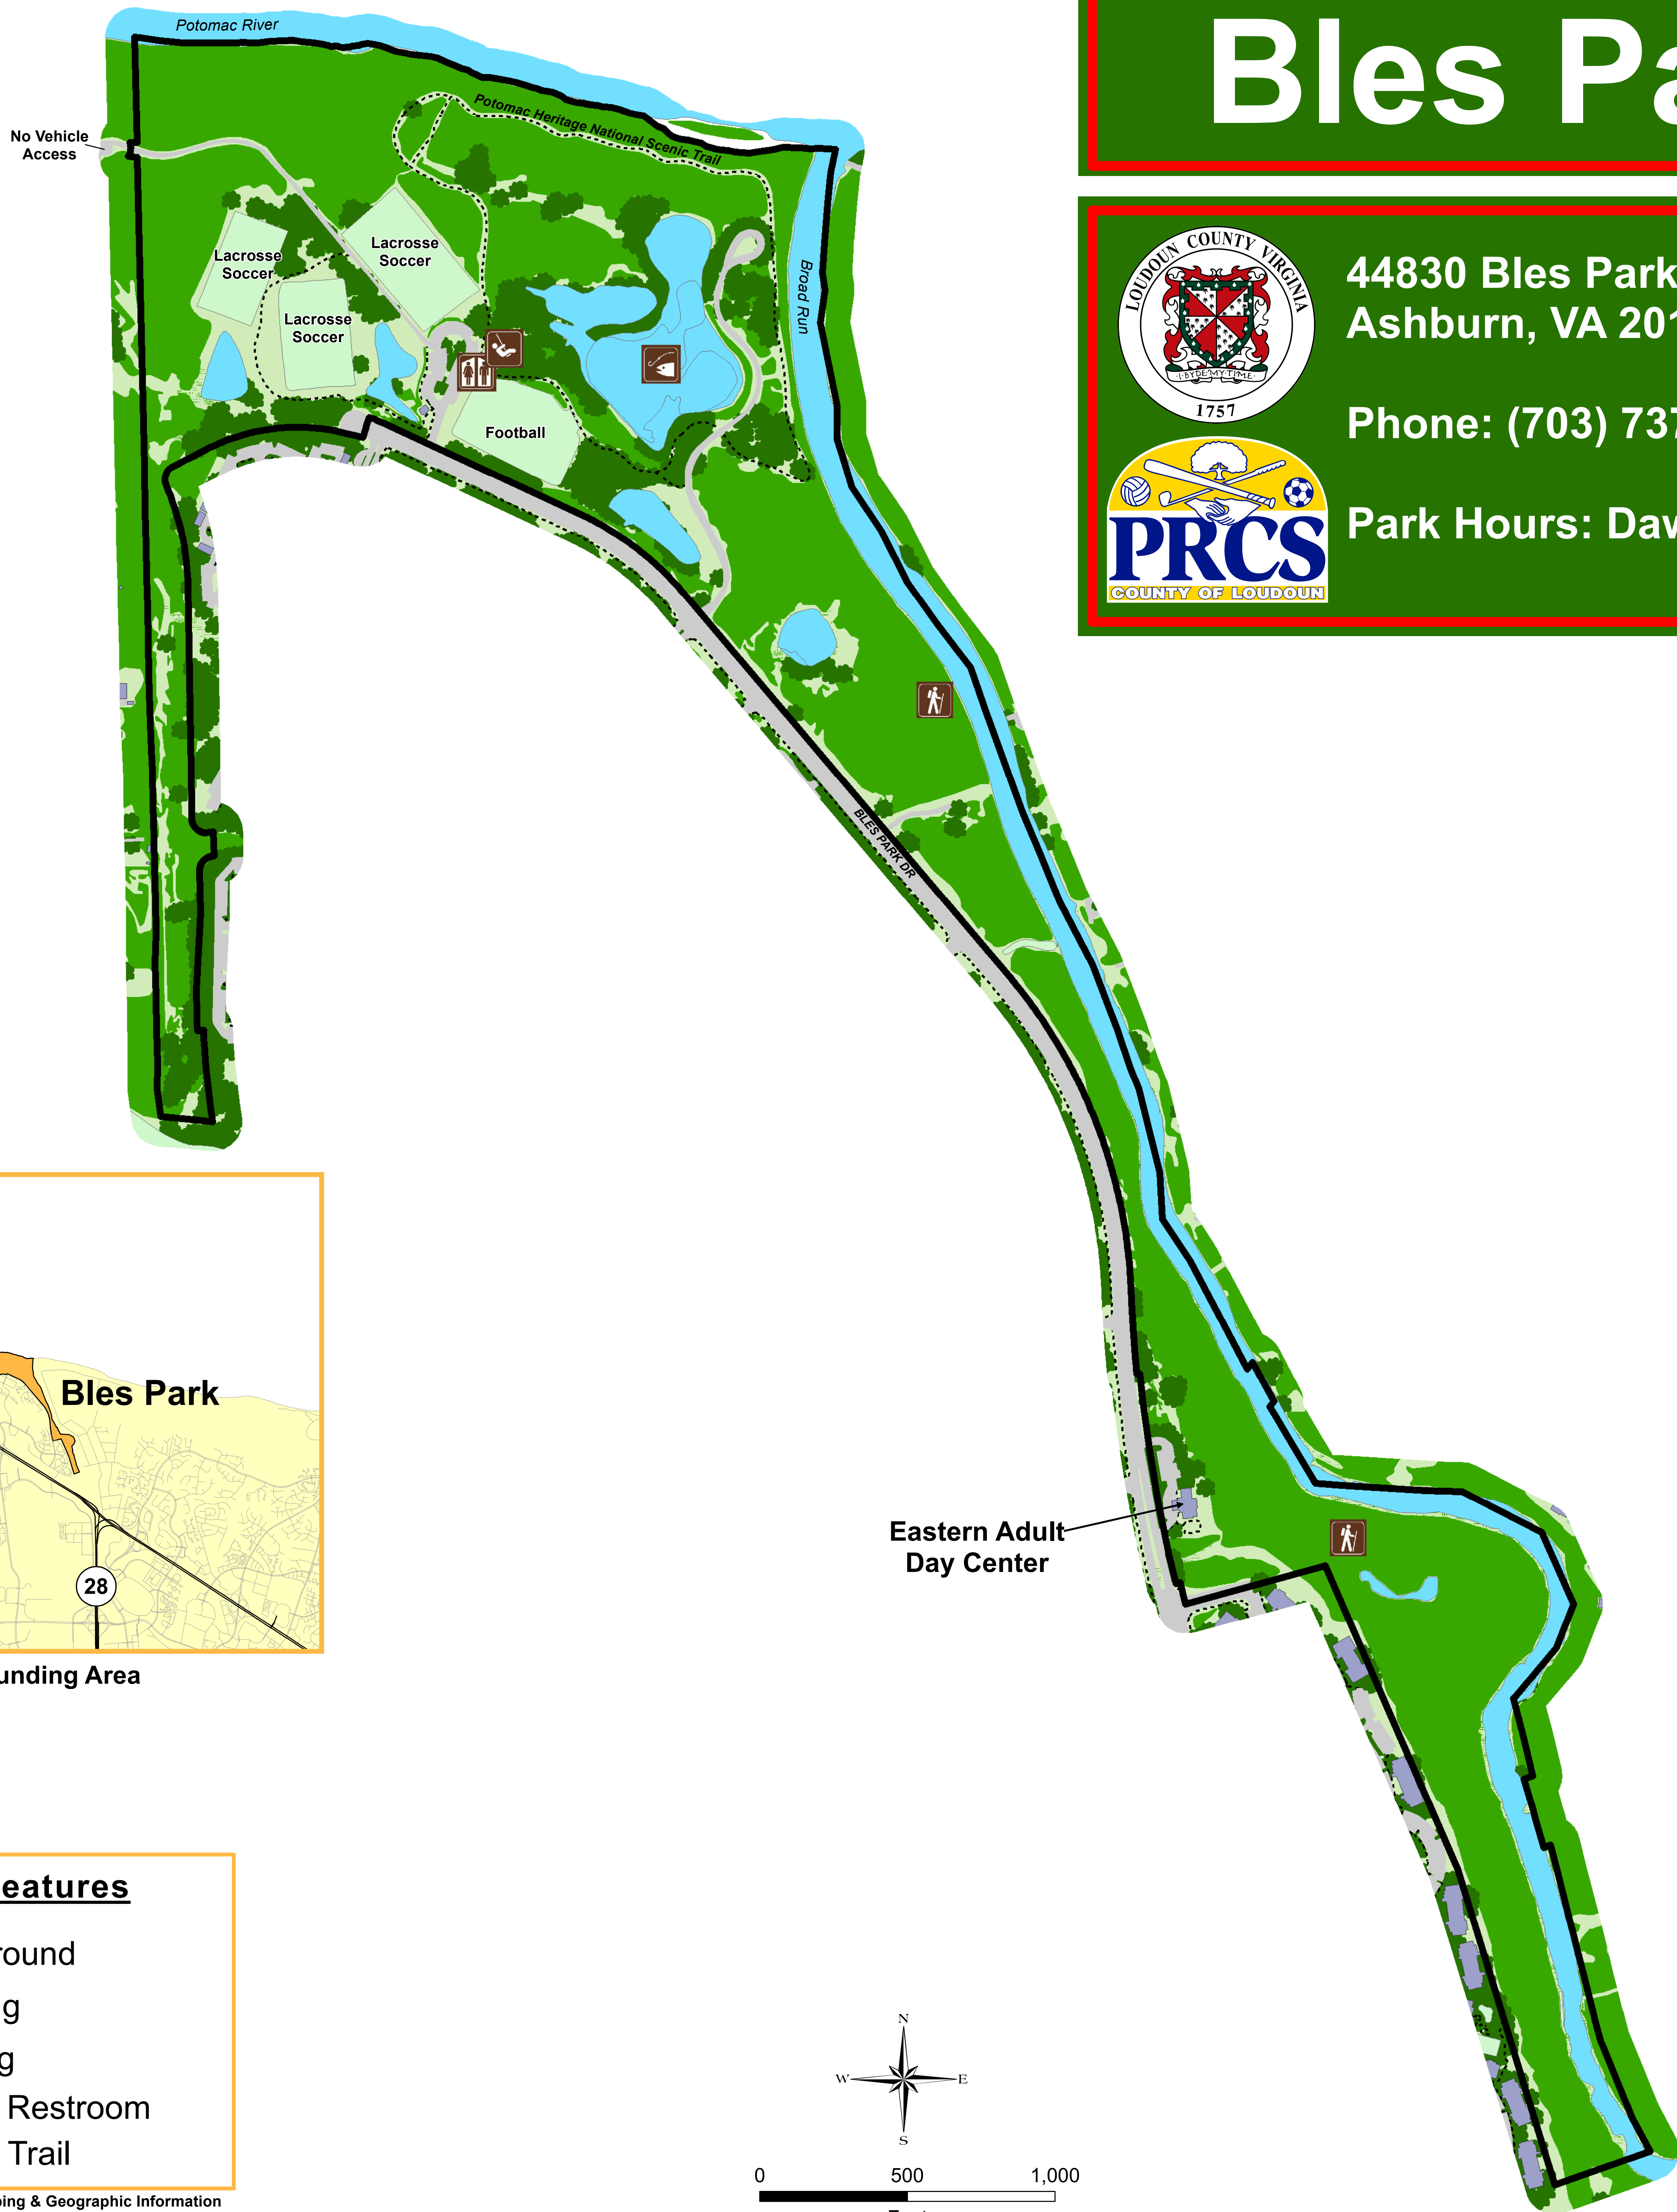 Potomac River
Bles Pa
No Vehicle
Access
Potomac Heritage National Scenic Trail
Lacrosse
Soccer
Lacrosse
Soccer
Lacrosse
Soccer
Football
Broad Run
LOUDOUN COUNTY VIRGINIA
I·BYDE·MY·TIME
1757
44830 Bles Park
Ashburn, VA 201
Phone: (703) 737
PRCS
COUNTY OF LOUDOUN
Park Hours: Daw
BLES PARK DR
Bles Park
28
unding Area
Eastern Adult
Day Center
eatures
round
g
g
Restroom
Trail
ping & Geographic Information
N
W
E
S
0 500 1,000